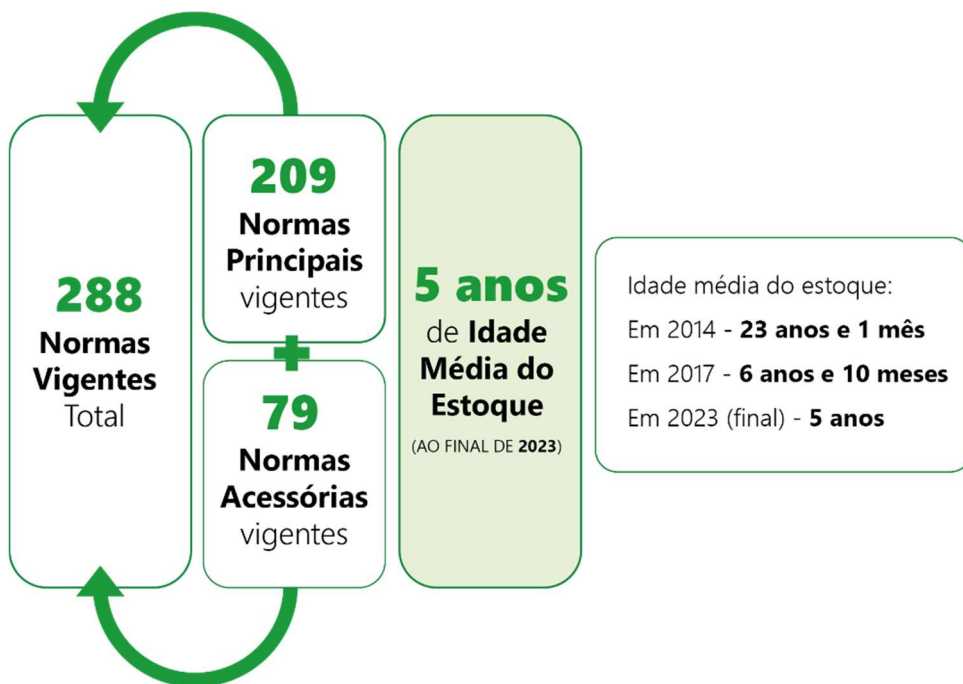 288
Normas
Vigentes
Total
209
Normas
Principais
vigentes
+
79
Normas
Acessórias
vigentes
5 anos
de Idade
Média do
Estoque
(AO FINAL DE 2023)
Idade média do estoque:
Em 2014 - 23 anos e 1 mês
Em 2017 - 6 anos e 10 meses
Em 2023 (final) - 5 anos